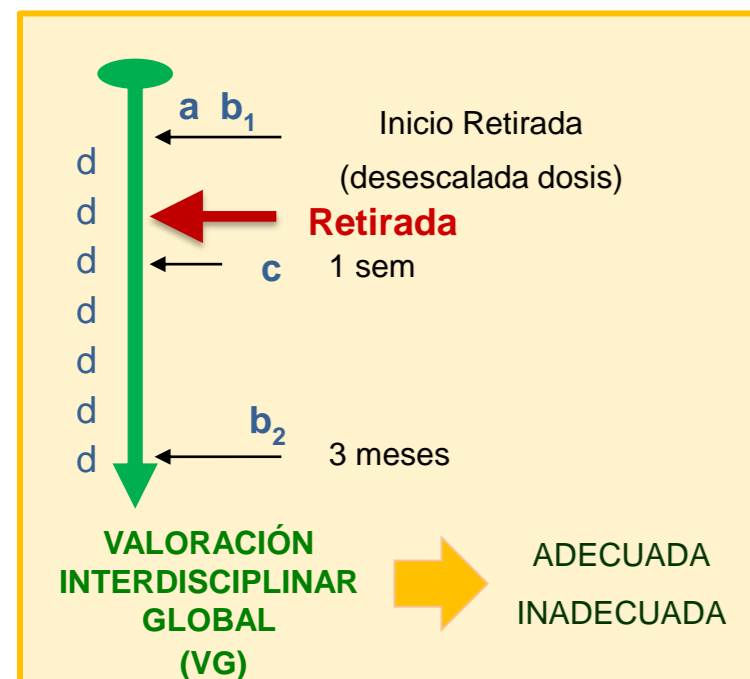 a b₁
Inicio Retirada
(desescalada dosis)
d
d
Retirada
d
c
1 sem
d
d
d
b₂
3 meses
d
VALORACIÓN
INTERDISCIPLINAR
GLOBAL
(VG)
ADECUADA
INADECUADA